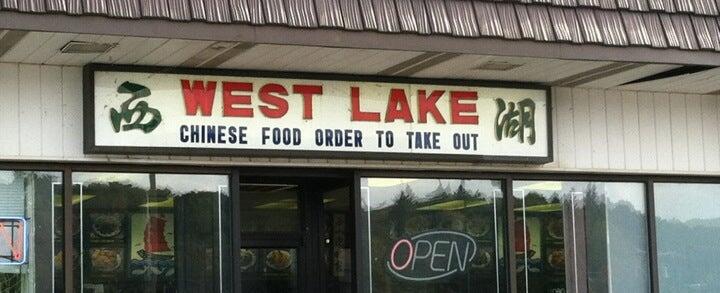 西 WEST LAKE 湖
CHINESE FOOD ORDER TO TAKE OUT
OPEN